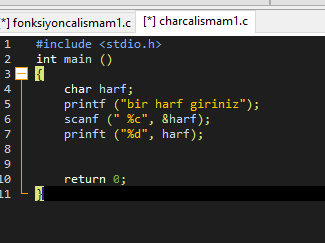 *] fonksiyoncalismam1.c [*] charcalismam1.c
1 #include <stdio.h>
2 int main ()
3 {
4 char harf;
5 printf ("bir harf giriniz");
6 scanf (" %c", &harf);
7 prinft ("%d", harf);
8
9
10 return 0;
11 }